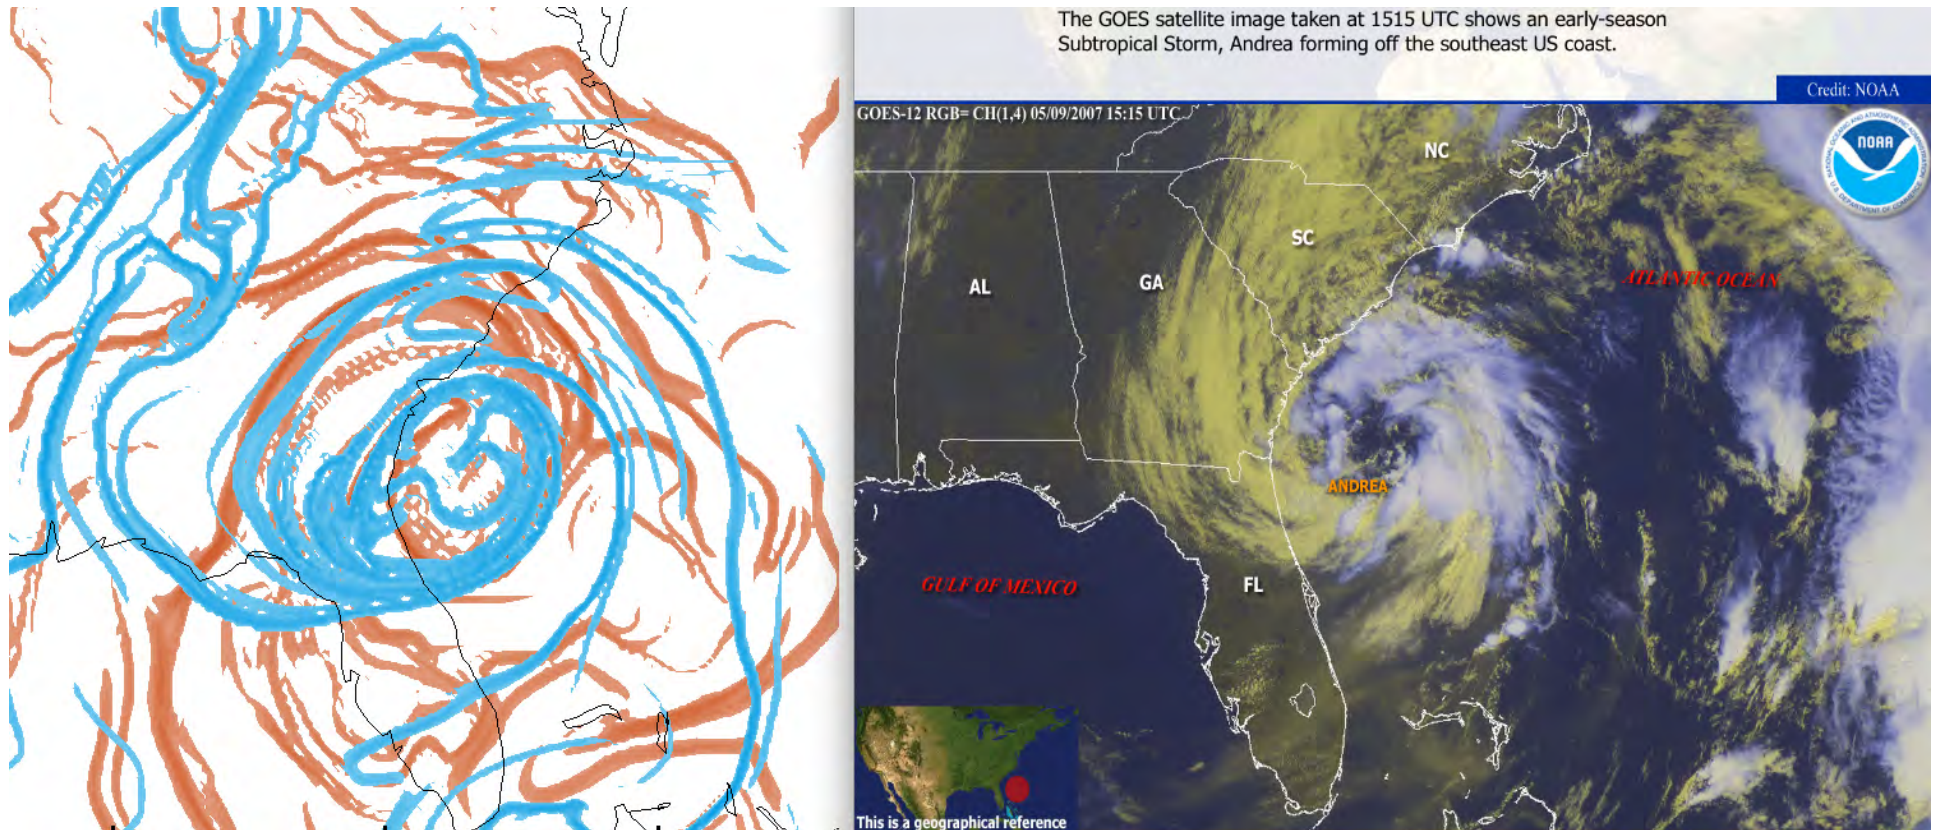 The GOES satellite image taken at 1515 UTC shows an early-season
Subtropical Storm, Andrea forming off the southeast US coast.
Credit: NOAA
GOES-12 RGB= CH(1,4) 05/09/2007 15:15 UTC
NOAA
NC
SC
ATLANTIC OCEAN
AL
GA
ANDREA
GULF OF MEXICO
FL
This is a geographical reference